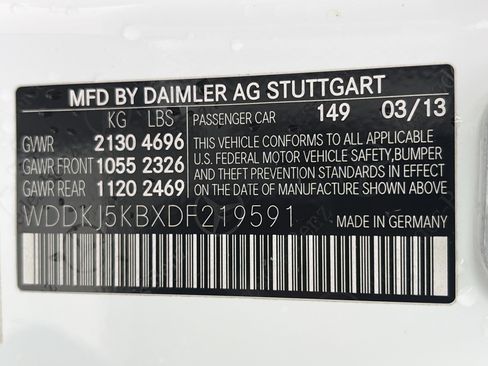 MFD BY DAIMLER AG STUTTGART
KG LBS PASSENGER CAR 149 03/13
GVWR 2130 4696
GAWR FRONT 1055 2326
GAWR REAR 1120 2469
THIS VEHICLE CONFORMS TO ALL APPLICABLE
U.S. FEDERAL MOTOR VEHICLE SAFETY,BUMPER
AND THEFT PREVENTION STANDARDS IN EFFECT
ON THE DATE OF MANUFACTURE SHOWN ABOVE.
WDDKJ5KBXDF219591
MADE IN GERMANY